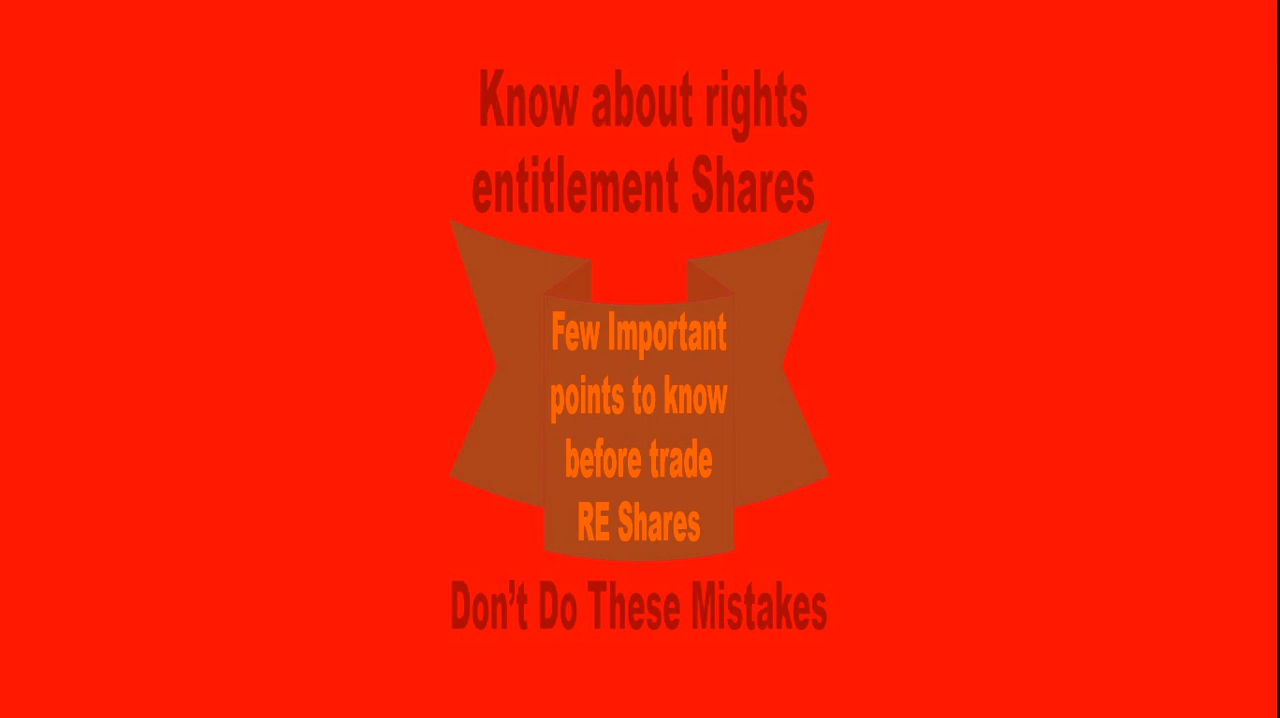 Know about rights
entitlement Shares
Few Important
points to know
before trade
RE Shares
Don't Do These Mistakes